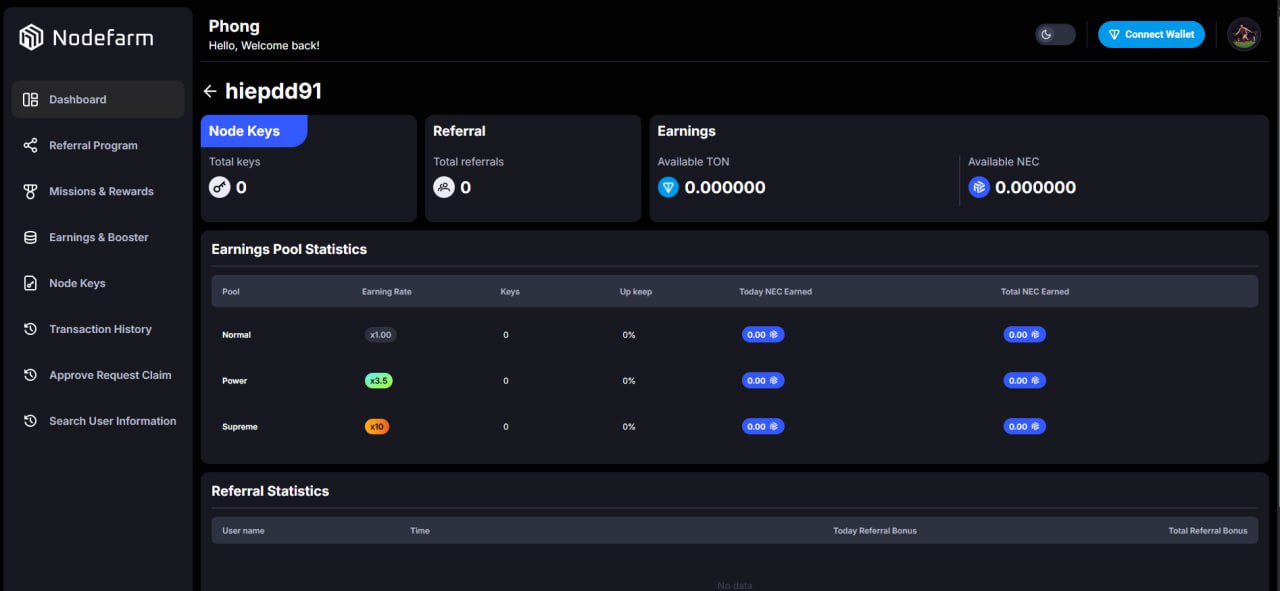 Nodefarm
Dashboard
Referral Program
Missions & Rewards
Earnings & Booster
Node Keys
Transaction History
Approve Request Claim
Search User Information
Phong
Hello, Welcome back!
Connect Wallet
hiepdd91
Node Keys
Total keys
0
Referral
Total referrals
0
Earnings
Available TON
0.000000
Available NEC
0.000000
Earnings Pool Statistics
Pool Earning Rate Keys Up keep Today NEC Earned Total NEC Earned
Normal x1.00 0 0% 0.00 0.00
Power x3.5 0 0% 0.00 0.00
Supreme x10 0 0% 0.00 0.00
Referral Statistics
User name Time Today Referral Bonus Total Referral Bonus
No data